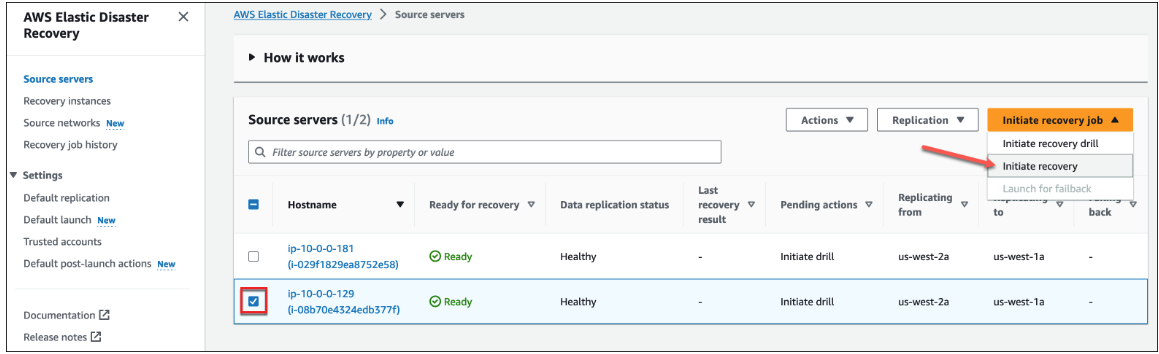 AWS Elastic Disaster
Recovery
Source servers
Recovery instances
Source networks New
Recovery job history
Settings
Default replication
Default launch New
Trusted accounts
Default post-launch actions New
Documentation
Release notes
AWS Elastic Disaster Recovery > Source servers
How it works
Source servers (1/2) Info
Actions
Replication
Initiate recovery job
Initiate recovery drill
Initiate recovery
Launch for failback
Filter source servers by property or value
Hostname
Ready for recovery
Data replication status
Last
recovery
result
Pending actions
Replicating
from
to
back
ip-10-0-0-181
(i-029f1829ea8752e58)
Ready
Healthy
-
Initiate drill
us-west-2a
us-west-1a
-
ip-10-0-0-129
(i-08b70e4324edb377f)
Ready
Healthy
-
Initiate drill
us-west-2a
us-west-1a
-